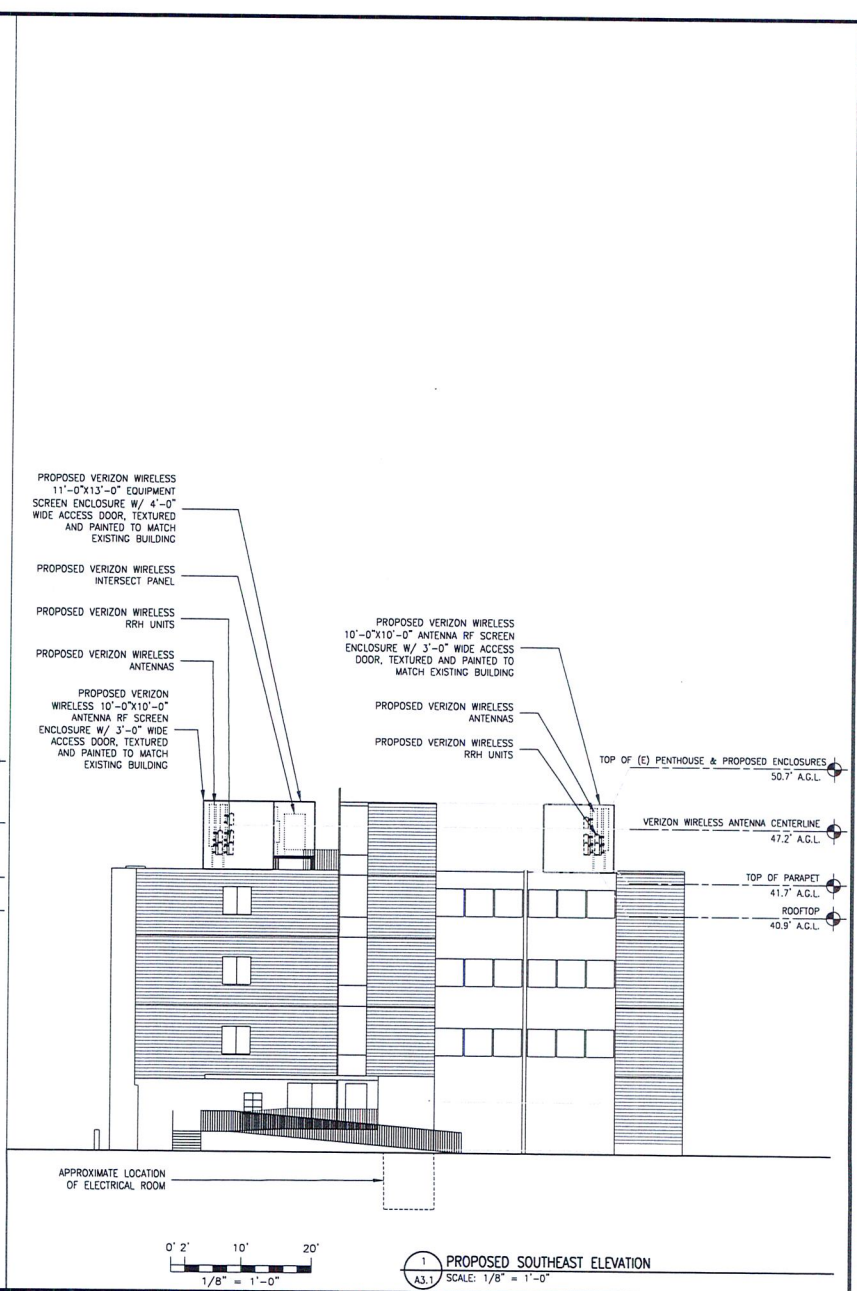 PROPOSED VERIZON WIRELESS
11'-0"X13'-0" EQUIPMENT
SCREEN ENCLOSURE W/ 4'-0"
WIDE ACCESS DOOR, TEXTURED
AND PAINTED TO MATCH
EXISTING BUILDING
PROPOSED VERIZON WIRELESS
INTERSECT PANEL
PROPOSED VERIZON WIRELESS
RRH UNITS
PROPOSED VERIZON WIRELESS
ANTENNAS
PROPOSED VERIZON
WIRELESS 10'-0"X10'-0"
ANTENNA RF SCREEN
ENCLOSURE W/ 3'-0" WIDE
ACCESS DOOR, TEXTURED
AND PAINTED TO MATCH
EXISTING BUILDING
PROPOSED VERIZON WIRELESS
10'-0"X10'-0" ANTENNA RF SCREEN
ENCLOSURE W/ 3'-0" WIDE ACCESS
DOOR, TEXTURED AND PAINTED TO
MATCH EXISTING BUILDING
PROPOSED VERIZON WIRELESS
ANTENNAS
PROPOSED VERIZON WIRELESS
RRH UNITS
TOP OF (E) PENTHOUSE & PROPOSED ENCLOSURES
50.7' A.G.L.
VERIZON WIRELESS ANTENNA CENTERLINE
47.2' A.G.L.
TOP OF PARAPET
41.7' A.G.L.
ROOFTOP
40.9' A.G.L.
APPROXIMATE LOCATION
OF ELECTRICAL ROOM
0' 2' 10' 20'
1/8" = 1'-0"
1 PROPOSED SOUTHEAST ELEVATION
A3.1 SCALE: 1/8" = 1'-0"